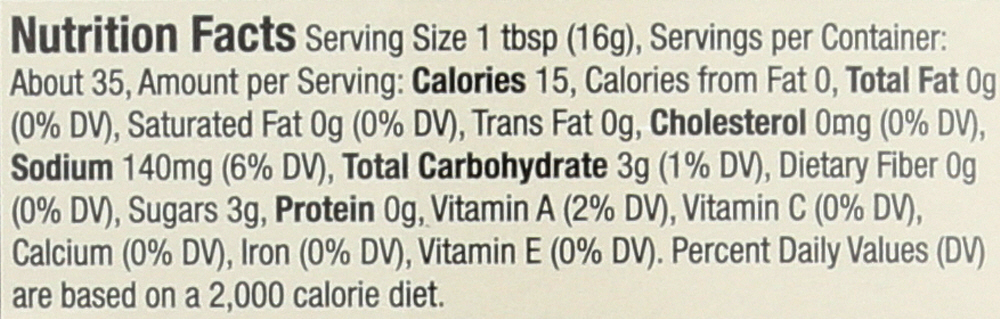 Nutrition Facts Serving Size 1 tbsp (16g), Servings per Container:
About 35, Amount per Serving: Calories 15, Calories from Fat 0, Total Fat 0g
(0% DV), Saturated Fat 0g (0% DV), Trans Fat 0g, Cholesterol 0mg (0% DV),
Sodium 140mg (6% DV), Total Carbohydrate 3g (1% DV), Dietary Fiber 0g
(0% DV), Sugars 3g, Protein 0g, Vitamin A (2% DV), Vitamin C (0% DV),
Calcium (0% DV), Iron (0% DV), Vitamin E (0% DV). Percent Daily Values (DV)
are based on a 2,000 calorie diet.